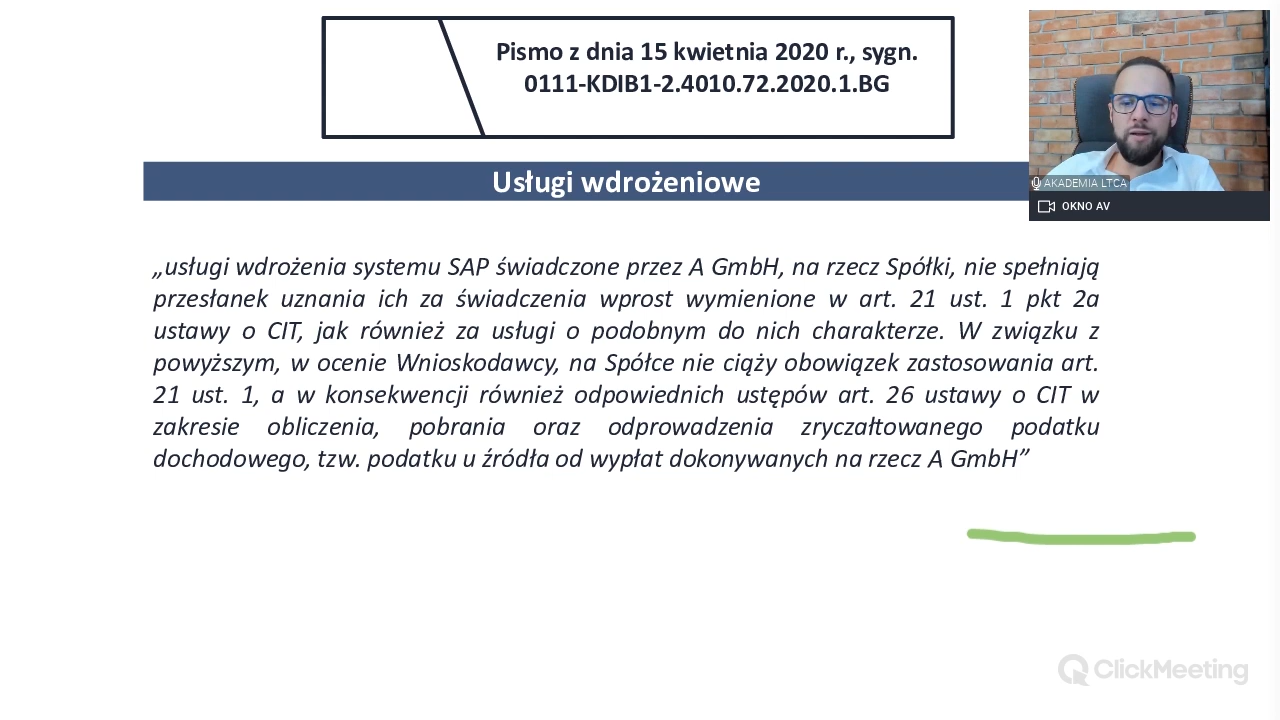 Pismo z dnia 15 kwietnia 2020 r., sygn.
0111-KDIB1-2.4010.72.2020.1.BG
AKADEMIA LTCA
OKNO AV
Usługi wdrożeniowe
„usługi wdrożenia systemu SAP świadczone przez A GmbH, na rzecz Spółki, nie spełniają
przesłanek uznania ich za świadczenia wprost wymienione w art. 21 ust. 1 pkt 2a
ustawy o CIT, jak również za usługi o podobnym do nich charakterze. W związku z
powyższym, w ocenie Wnioskodawcy, na Spółce nie ciąży obowiązek zastosowania art.
21 ust. 1, a w konsekwencji również odpowiednich ustępów art. 26 ustawy o CIT w
zakresie obliczenia, pobrania oraz odprowadzenia zryczałtowanego podatku
dochodowego, tzw. podatku u źródła od wypłat dokonywanych na rzecz A GmbH”
ClickMeeting